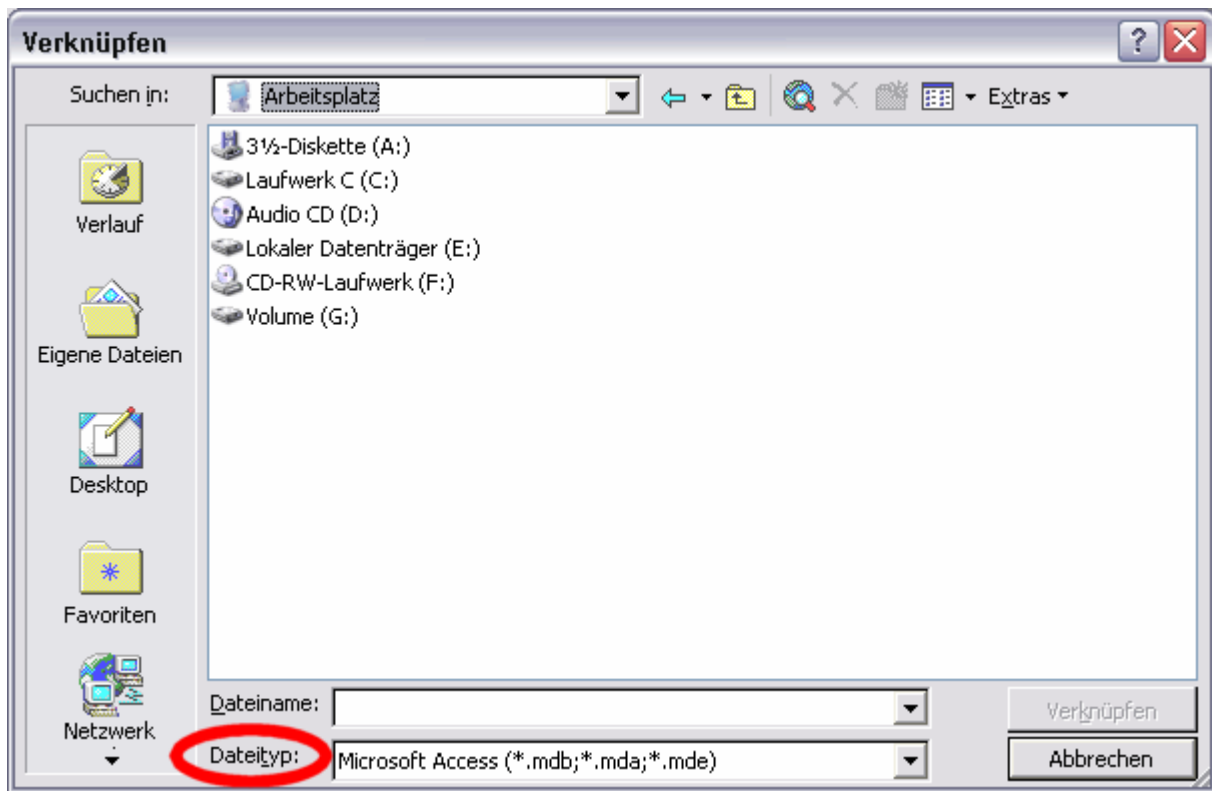 Verknüpfen
Suchen in:
Arbeitsplatz
Extras
3½-Diskette (A:)
Laufwerk C (C:)
Audio CD (D:)
Lokaler Datenträger (E:)
CD-RW-Laufwerk (F:)
Volume (G:)
Verlauf
Eigene Dateien
Desktop
Favoriten
Netzwerk
Dateiname:
Verknüpfen
Dateityp:
Microsoft Access (*.mdb;*.mda;*.mde)
Abbrechen